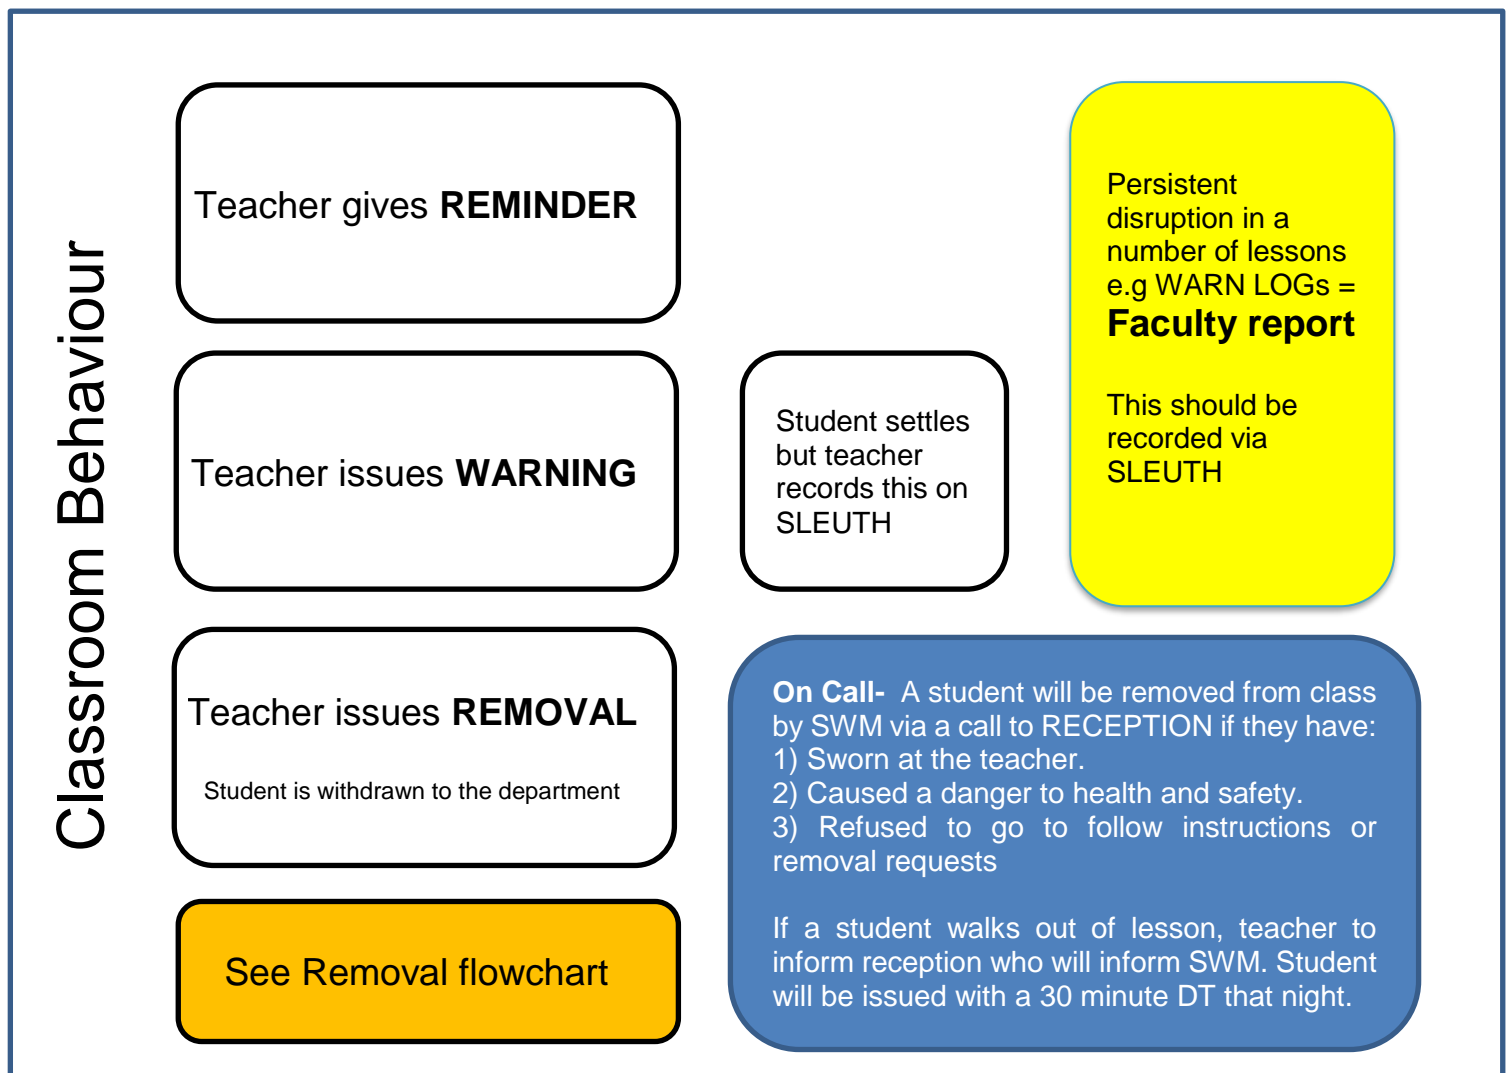 Classroom Behaviour
Teacher gives REMINDER
Teacher issues WARNING
Student settles
but teacher
records this on
SLEUTH
Persistent
disruption in a
number of lessons
e.g WARN LOGs =
Faculty report
This should be
recorded via
SLEUTH
Teacher issues REMOVAL
Student is withdrawn to the department
See Removal flowchart
On Call- A student will be removed from class
by SWM via a call to RECEPTION if they have:
1) Sworn at the teacher.
2) Caused a danger to health and safety.
3) Refused to go to follow instructions or
removal requests
If a student walks out of lesson, teacher to
inform reception who will inform SWM. Student
will be issued with a 30 minute DT that night.